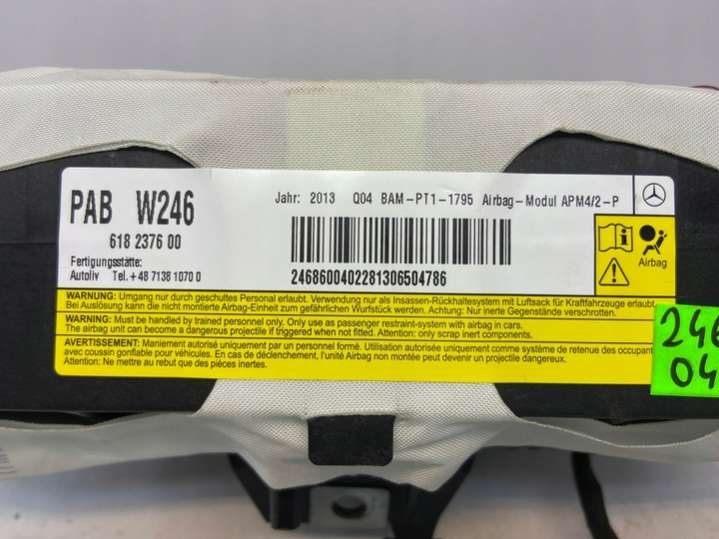 PAB W246
618 2376 00
Fertigungsstätte:
Autoliv Tel. +48 7138 1070 0
Jahr: 2013 Q04 BAM-PT1-1795 Airbag-Modul APM4/2-P
24686004022813065047​86
Airbag
WARNUNG: Umgang nur durch geschultes Personal erlaubt. Verwendung nur als Insassen-Rückhaltesystem mit Luftsack für Kraftfahrzeuge erlaubt.
Bei Auslösung kann die nicht montierte Airbag-Einheit zum gefährlichen Wurfstück werden. Achtung: Nur inerte Gegenstände verschrotten.
WARNING: Must be handled by trained personnel only. Only use as passenger restraint-system with airbag in cars.
The airbag unit can become a dangerous projectile if triggered when not fitted. Attention: only scrap inert components.
AVERTISSEMENT: Maniement autorisé uniquement par un personnel formé. Utilisation autorisée uniquement comme système de retenue des occupant
avec coussin gonflable pour véhicules. En cas de déclenchement, l'unité Airbag non montée peut devenir un projectile dangereux.
Attention: Ne mettre au rebut que des pièces inertes.
246
04